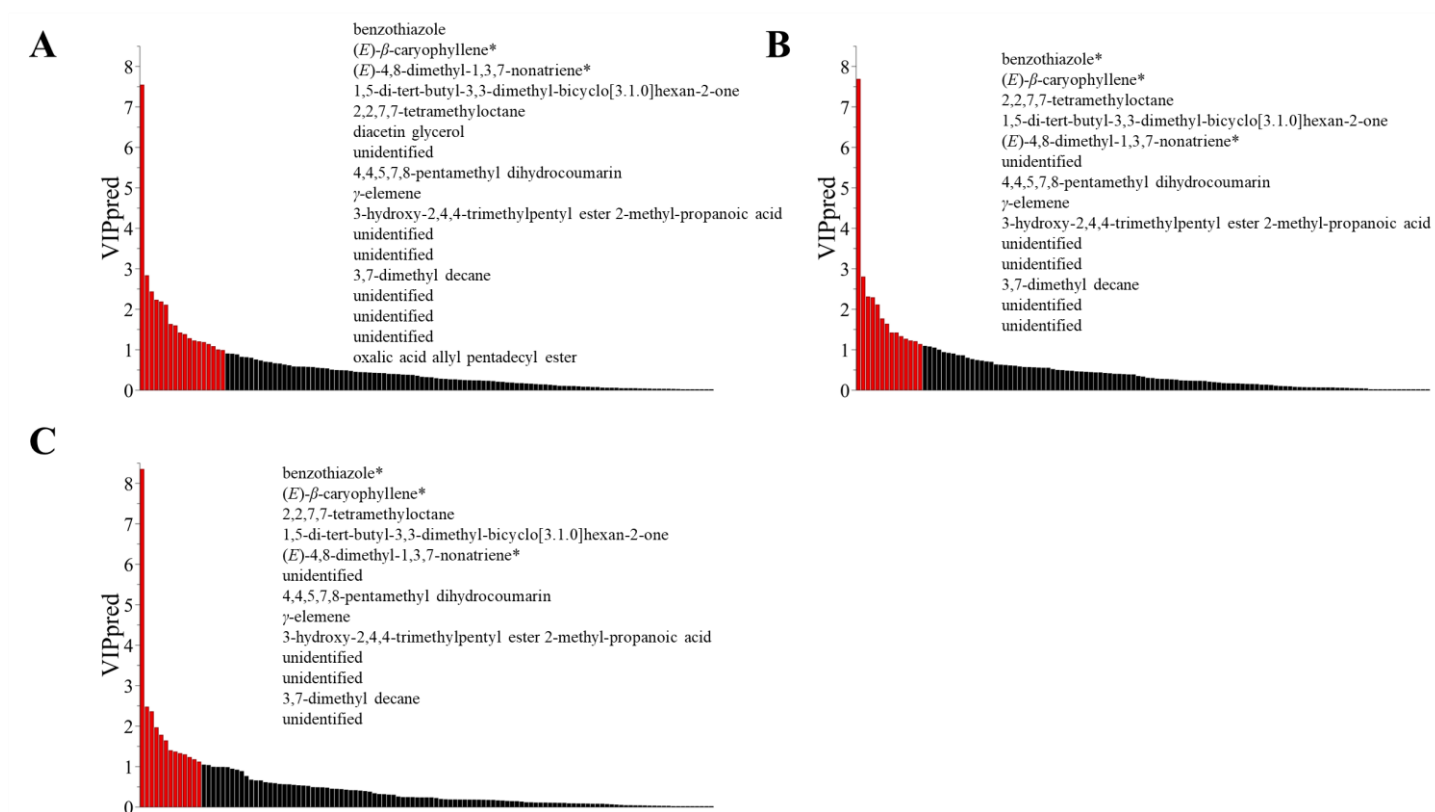 A
benzothiazole
(E)-β-caryophyllene*
(E)-4,8-dimethyl-1,3,7-nonatriene*
1,5-di-tert-butyl-3,3-dimethyl-bicyclo[3.1.0]hexan-2-one
2,2,7,7-tetramethyloctane
diacetin glycerol
unidentified
4,4,5,7,8-pentamethyl dihydrocoumarin
γ-elemene
3-hydroxy-2,4,4-trimethylpentyl ester 2-methyl-propanoic acid
unidentified
unidentified
3,7-dimethyl decane
unidentified
unidentified
unidentified
oxalic acid allyl pentadecyl ester
VIPpred
8
7
6
5
4
3
2
1
0
B
benzothiazole*
(E)-β-caryophyllene*
2,2,7,7-tetramethyloctane
1,5-di-tert-butyl-3,3-dimethyl-bicyclo[3.1.0]hexan-2-one
(E)-4,8-dimethyl-1,3,7-nonatriene*
unidentified
4,4,5,7,8-pentamethyl dihydrocoumarin
γ-elemene
3-hydroxy-2,4,4-trimethylpentyl ester 2-methyl-propanoic acid
unidentified
unidentified
3,7-dimethyl decane
unidentified
unidentified
VIPpred
8
7
6
5
4
3
2
1
0
C
benzothiazole*
(E)-β-caryophyllene*
2,2,7,7-tetramethyloctane
1,5-di-tert-butyl-3,3-dimethyl-bicyclo[3.1.0]hexan-2-one
(E)-4,8-dimethyl-1,3,7-nonatriene*
unidentified
4,4,5,7,8-pentamethyl dihydrocoumarin
γ-elemene
3-hydroxy-2,4,4-trimethylpentyl ester 2-methyl-propanoic acid
unidentified
unidentified
3,7-dimethyl decane
unidentified
VIPpred
8
7
6
5
4
3
2
1
0